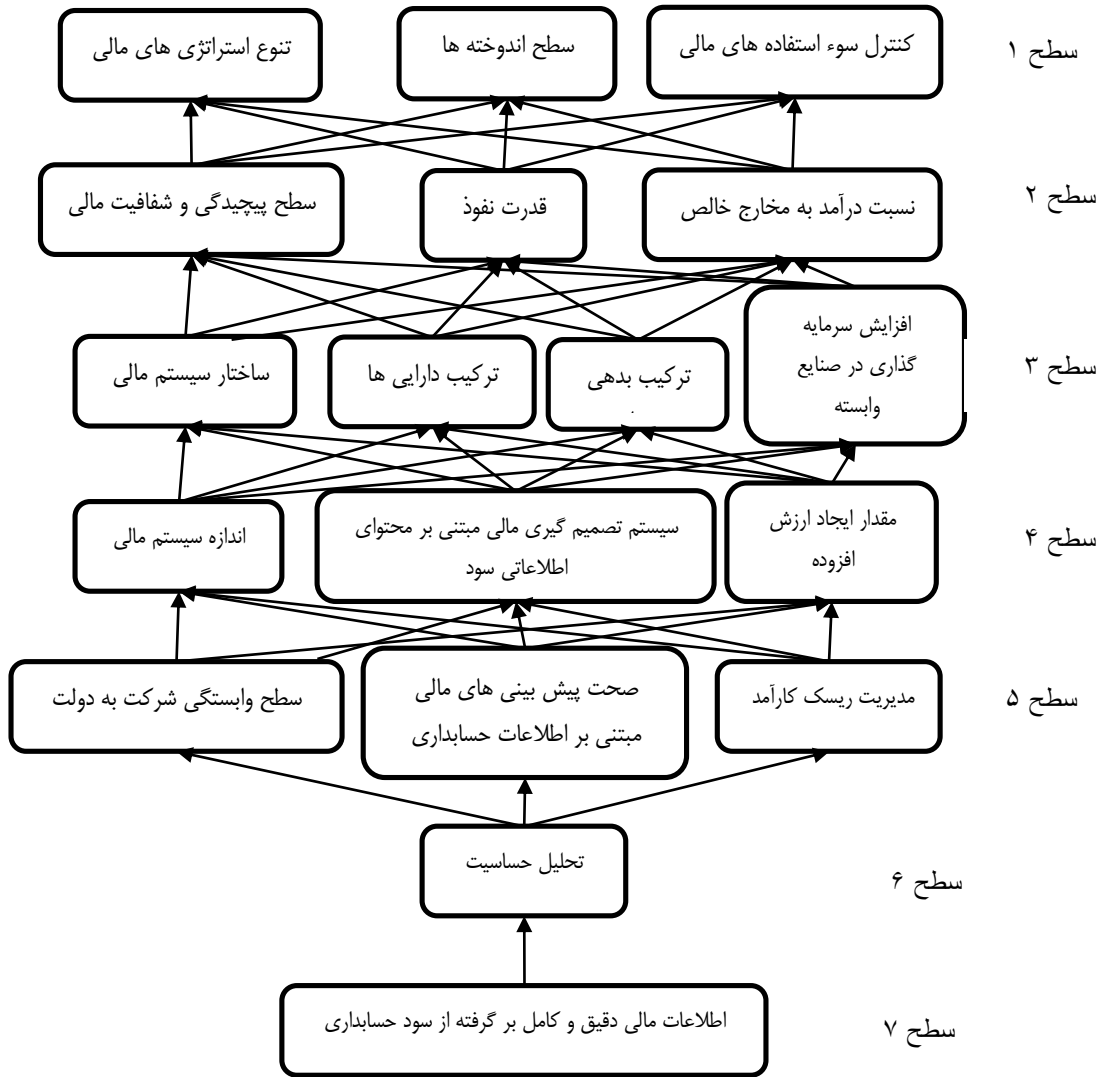 سطح ۱
کنترل سوء استفاده های مالی
سطح اندوخته ها
تنوع استراتژی های مالی
سطح ۲
نسبت درآمد به مخارج خالص
قدرت نفوذ
سطح پیچیدگی و شفافیت مالی
سطح ۳
افزایش سرمایه
گذاری در صنایع
وابسته
ترکیب بدهی
ترکیب دارایی ها
ساختار سیستم مالی
سطح ۴
مقدار ایجاد ارزش
افزوده
سیستم تصمیم گیری مالی مبتنی بر محتوای
اطلاعاتی سود
اندازه سیستم مالی
سطح ۵
مدیریت ریسک کارآمد
صحت پیش بینی های مالی
مبتنی بر اطلاعات حسابداری
سطح وابستگی شرکت به دولت
سطح ۶
تحلیل حساسیت
سطح ۷
اطلاعات مالی دقیق و کامل بر گرفته از سود حسابداری